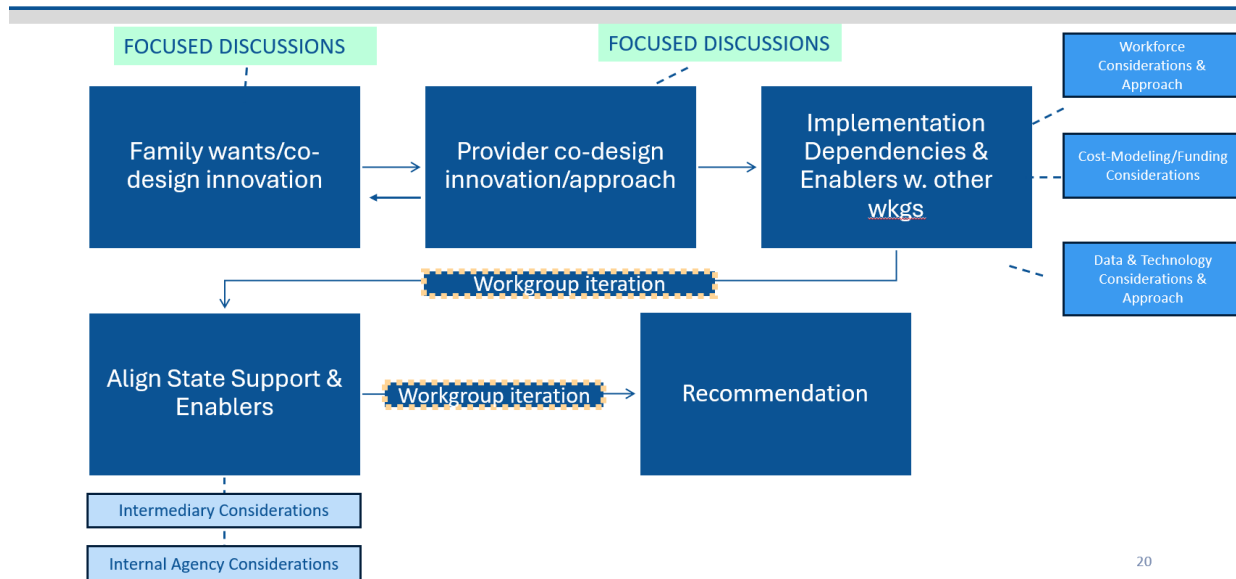 FOCUSED DISCUSSIONS
FOCUSED DISCUSSIONS
Workforce
Considerations &
Approach
Family wants/co-
design innovation
Provider co-design
innovation/approach
Implementation
Dependencies &
Enablers w. other
wkgs
Cost-Modeling/Funding
Considerations
Data & Technology
Considerations &
Approach
Workgroup iteration
Align State Support &
Enablers
Workgroup iteration
Recommendation
Intermediary Considerations
Internal Agency Considerations
20